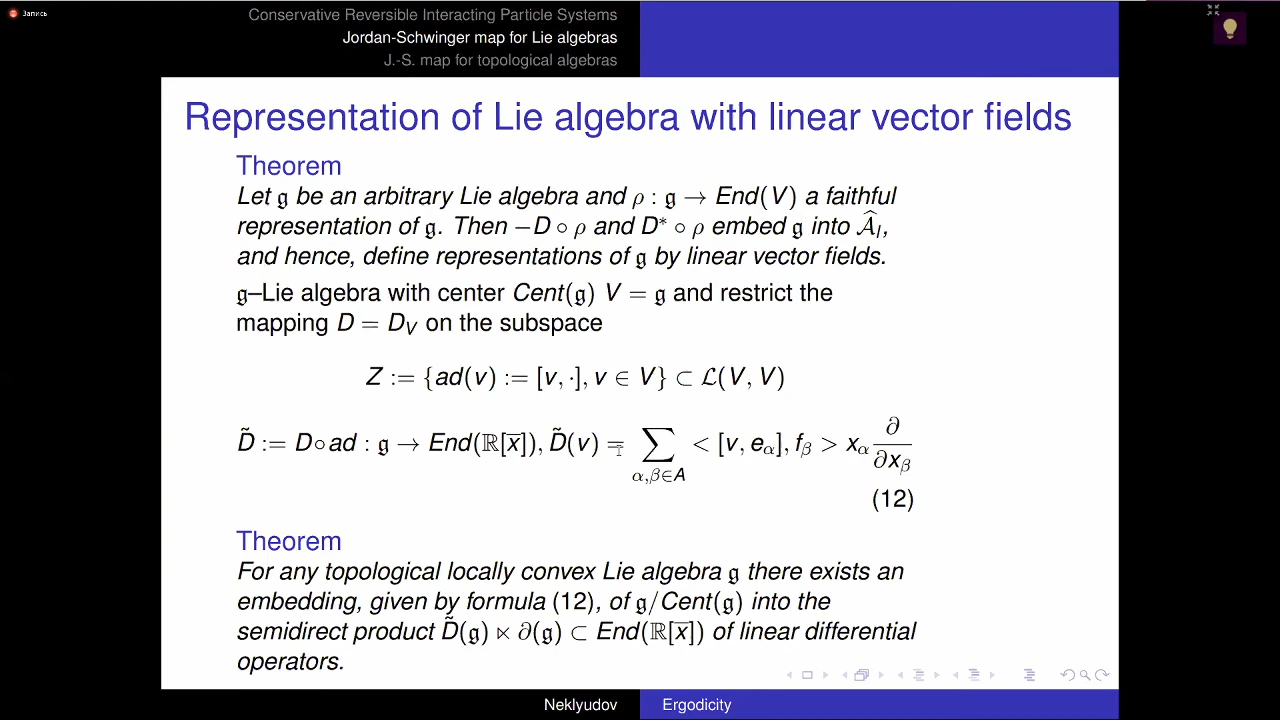 Запись
Conservative Reversible Interacting Particle Systems
Jordan-Schwinger map for Lie algebras
J.-S. map for topological algebras
Representation of Lie algebra with linear vector fields
Theorem
Let 𝔤 be an arbitrary Lie algebra and ρ : 𝔤 → End(V) a faithful
representation of 𝔤. Then −D ∘ ρ and D* ∘ ρ embed 𝔤 into 𝒜̂_l,
and hence, define representations of 𝔤 by linear vector fields.
𝔤–Lie algebra with center Cent(𝔤) V = 𝔤 and restrict the
mapping D = D_V on the subspace
Z := {ad(v) := [v, ·], v ∈ V} ⊂ ℒ(V, V)
D̃ := D∘ad : 𝔤 → End(ℝ[x̄]), D̃(v) = ∑_{α,β∈A} < [v, e_α], f_β > x_α ∂/∂x_β
(12)
Theorem
For any topological locally convex Lie algebra 𝔤 there exists an
embedding, given by formula (12), of 𝔤/Cent(𝔤) into the
semidirect product D̃(𝔤) ⋉ ∂(𝔤) ⊂ End(ℝ[x̄]) of linear differential
operators.
Neklyudov Ergodicity